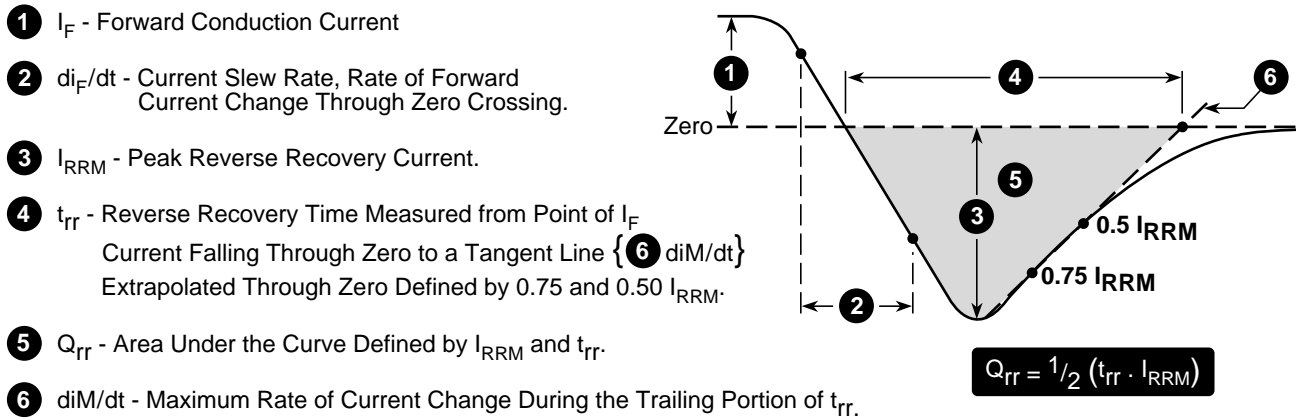 1 I_F - Forward Conduction Current
2 di_F/dt - Current Slew Rate, Rate of Forward
Current Change Through Zero Crossing.
3 I_RRM - Peak Reverse Recovery Current.
4 t_rr - Reverse Recovery Time Measured from Point of I_F
Current Falling Through Zero to a Tangent Line {6 diM/dt}
Extrapolated Through Zero Defined by 0.75 and 0.50 I_RRM.
5 Q_rr - Area Under the Curve Defined by I_RRM and t_rr.
6 diM/dt - Maximum Rate of Current Change During the Trailing Portion of t_rr.
1
4
6
Zero
5
3
0.5 I_RRM
0.75 I_RRM
2
Q_rr = 1/2 (t_rr . I_RRM)